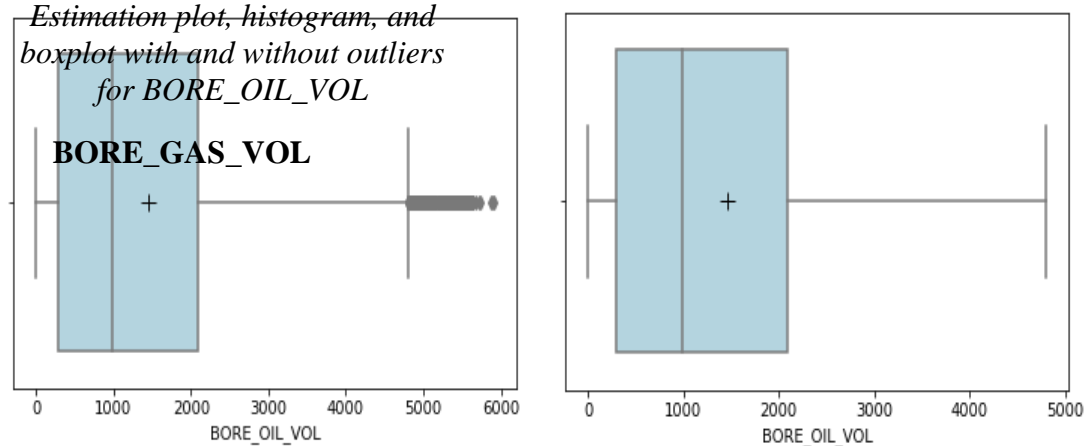 Estimation plot, histogram, and
boxplot with and without outliers
for BORE_OIL_VOL
BORE_GAS_VOL
0 1000 2000 3000 4000 5000 6000
BORE_OIL_VOL
0 1000 2000 3000 4000 5000
BORE_OIL_VOL